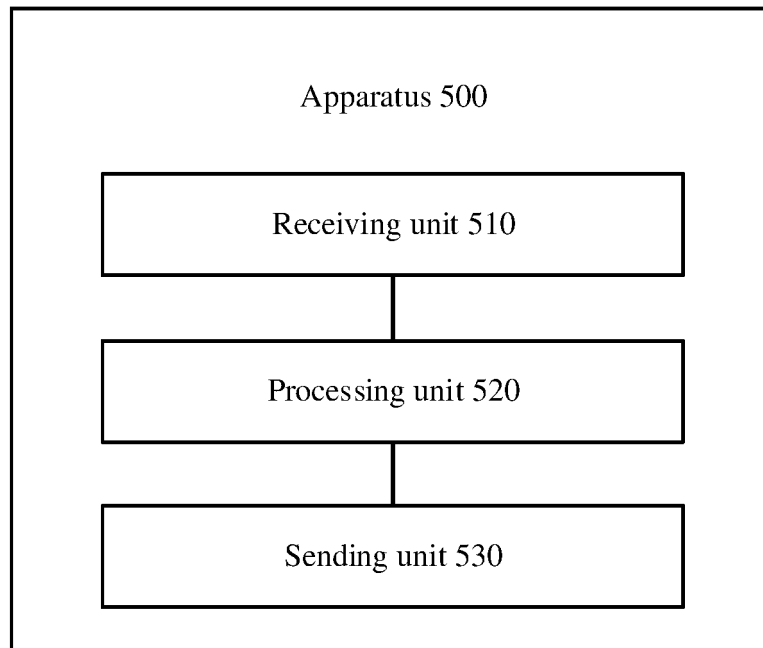 Apparatus 500
Receiving unit 510
Processing unit 520
Sending unit 530